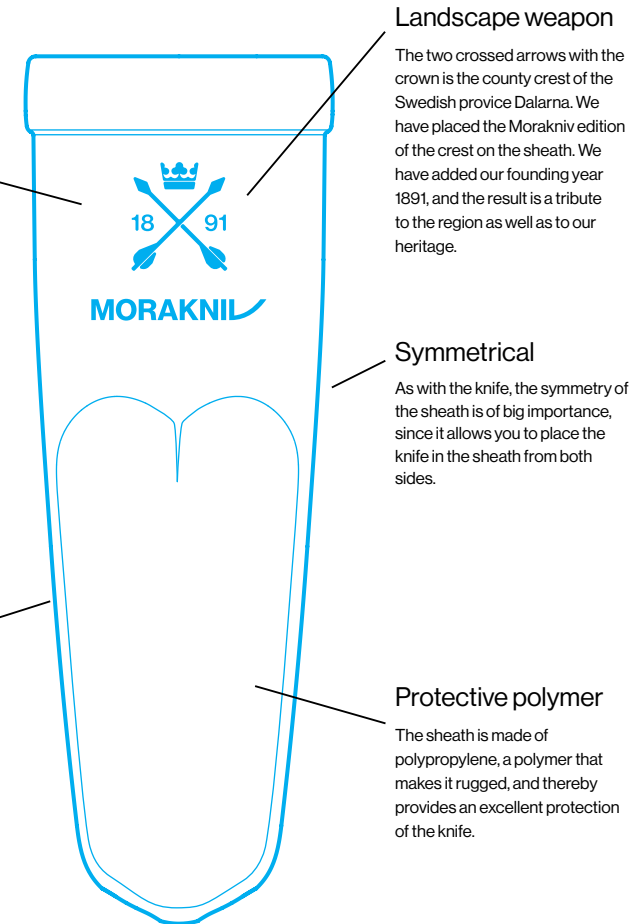 Landscape weapon
The two crossed arrows with the
crown is the county crest of the
Swedish provice Dalarna. We
have placed the Morakniv edition
of the crest on the sheath. We
have added our founding year
1891, and the result is a tribute
to the region as well as to our
heritage.
18 91
MORAKNIV
Symmetrical
As with the knife, the symmetry of
the sheath is of big importance,
since it allows you to place the
knife in the sheath from both
sides.
Protective polymer
The sheath is made of
polypropylene, a polymer that
makes it rugged, and thereby
provides an excellent protection
of the knife.